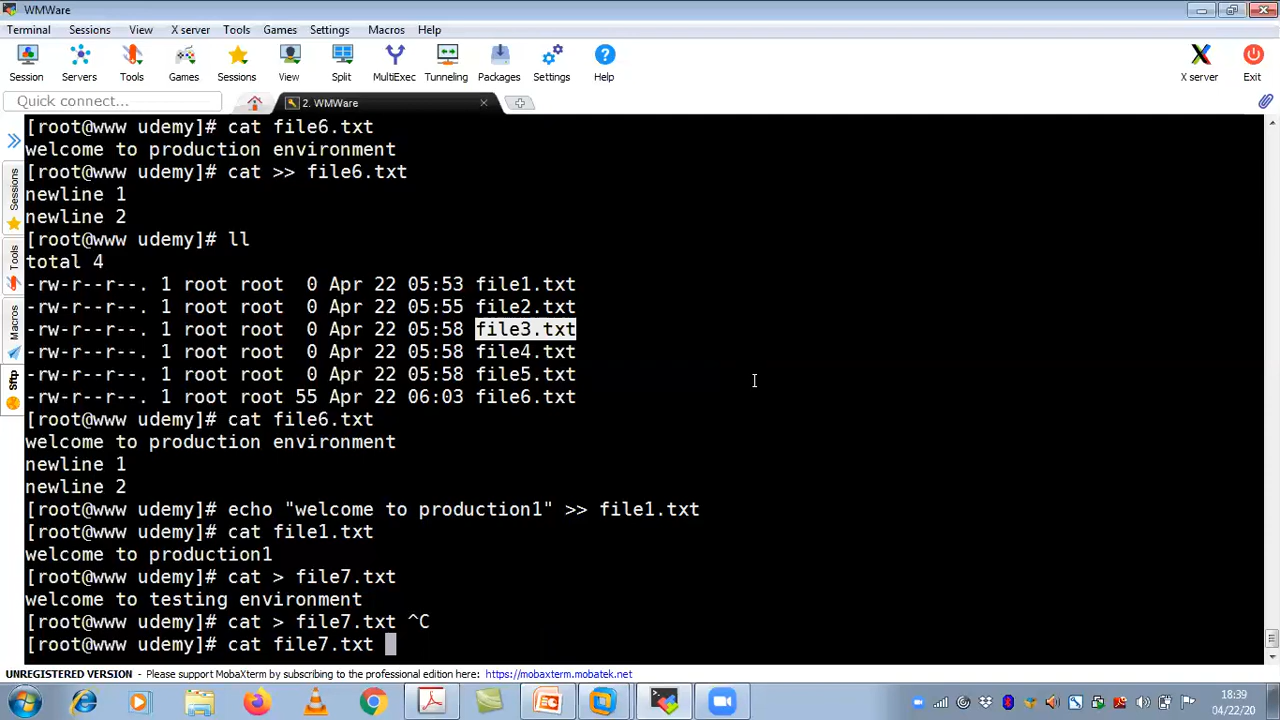 WMWare
Terminal Sessions View X server Tools Games Settings Macros Help
Session Servers Tools Games Sessions View Split MultiExec Tunneling Packages Settings Help X server Exit
Quick connect... 2. WMWare
Sessions
Tools
Macros
Sftp
[root@www udemy]# cat file6.txt
welcome to production environment
[root@www udemy]# cat >> file6.txt
newline 1
newline 2
[root@www udemy]# ll
total 4
-rw-r--r--. 1 root root  0 Apr 22 05:53 file1.txt
-rw-r--r--. 1 root root  0 Apr 22 05:55 file2.txt
-rw-r--r--. 1 root root  0 Apr 22 05:58 file3.txt
-rw-r--r--. 1 root root  0 Apr 22 05:58 file4.txt
-rw-r--r--. 1 root root  0 Apr 22 05:58 file5.txt
-rw-r--r--. 1 root root 55 Apr 22 06:03 file6.txt
[root@www udemy]# cat file6.txt
welcome to production environment
newline 1
newline 2
[root@www udemy]# echo "welcome to production1" >> file1.txt
[root@www udemy]# cat file1.txt
welcome to production1
[root@www udemy]# cat > file7.txt
welcome to testing environment
[root@www udemy]# cat > file7.txt ^C
[root@www udemy]# cat file7.txt
UNREGISTERED VERSION - Please support MobaXterm by subscribing to the professional edition here: https://mobaxterm.mobatek.net
18:39
04/22/20